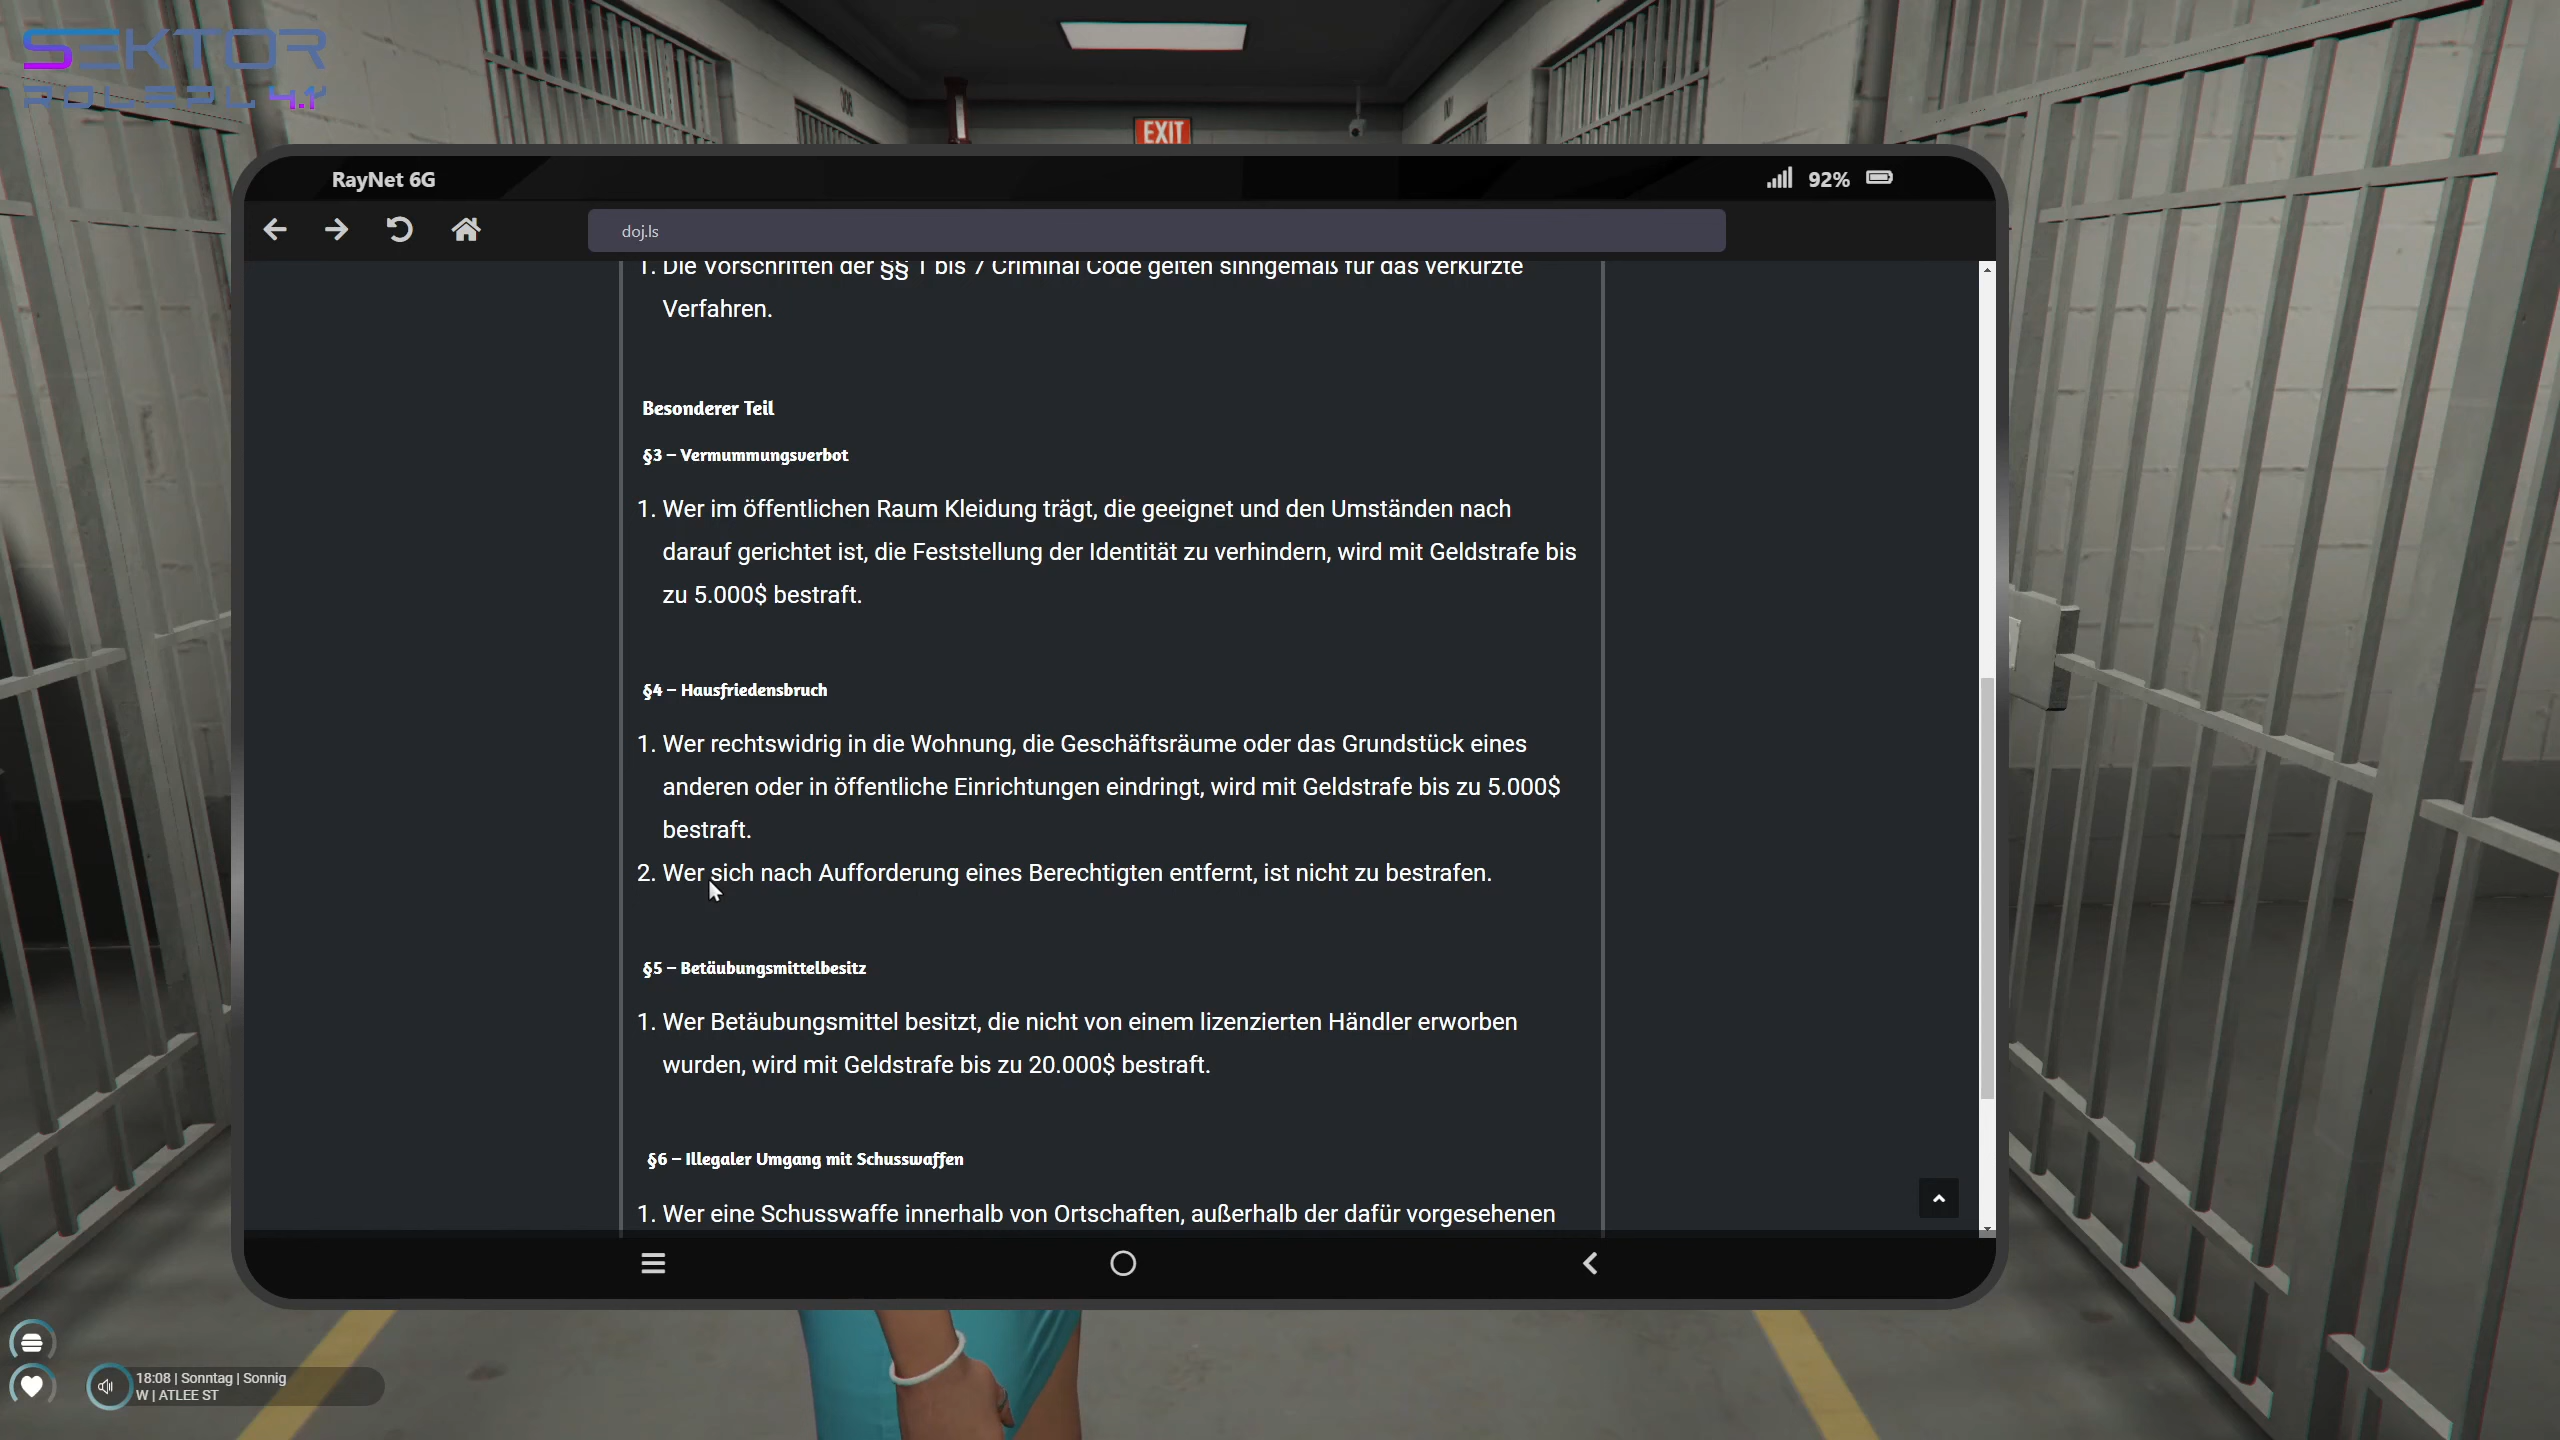 SEKTOR
ROLEPLAY
4.1
008
EXIT
RayNet 6G
92%
doj.ls
1. Die Vorschriften der §§ 1 bis 7 Criminal Code gelten sinngemäß für das verkürzte
Verfahren.
Besonderer Teil
§3 – Vermummungsverbot
1. Wer im öffentlichen Raum Kleidung trägt, die geeignet und den Umständen nach
darauf gerichtet ist, die Feststellung der Identität zu verhindern, wird mit Geldstrafe bis
zu 5.000$ bestraft.
§4 – Hausfriedensbruch
1. Wer rechtswidrig in die Wohnung, die Geschäftsräume oder das Grundstück eines
anderen oder in öffentliche Einrichtungen eindringt, wird mit Geldstrafe bis zu 5.000$
bestraft.
2. Wer sich nach Aufforderung eines Berechtigten entfernt, ist nicht zu bestrafen.
§5 – Betäubungsmittelbesitz
1. Wer Betäubungsmittel besitzt, die nicht von einem lizenzierten Händler erworben
wurden, wird mit Geldstrafe bis zu 20.000$ bestraft.
§6 – Illegaler Umgang mit Schusswaffen
1. Wer eine Schusswaffe innerhalb von Ortschaften, außerhalb der dafür vorgesehenen
18:08 | Sonntag | Sonnig
W | ATLEE ST